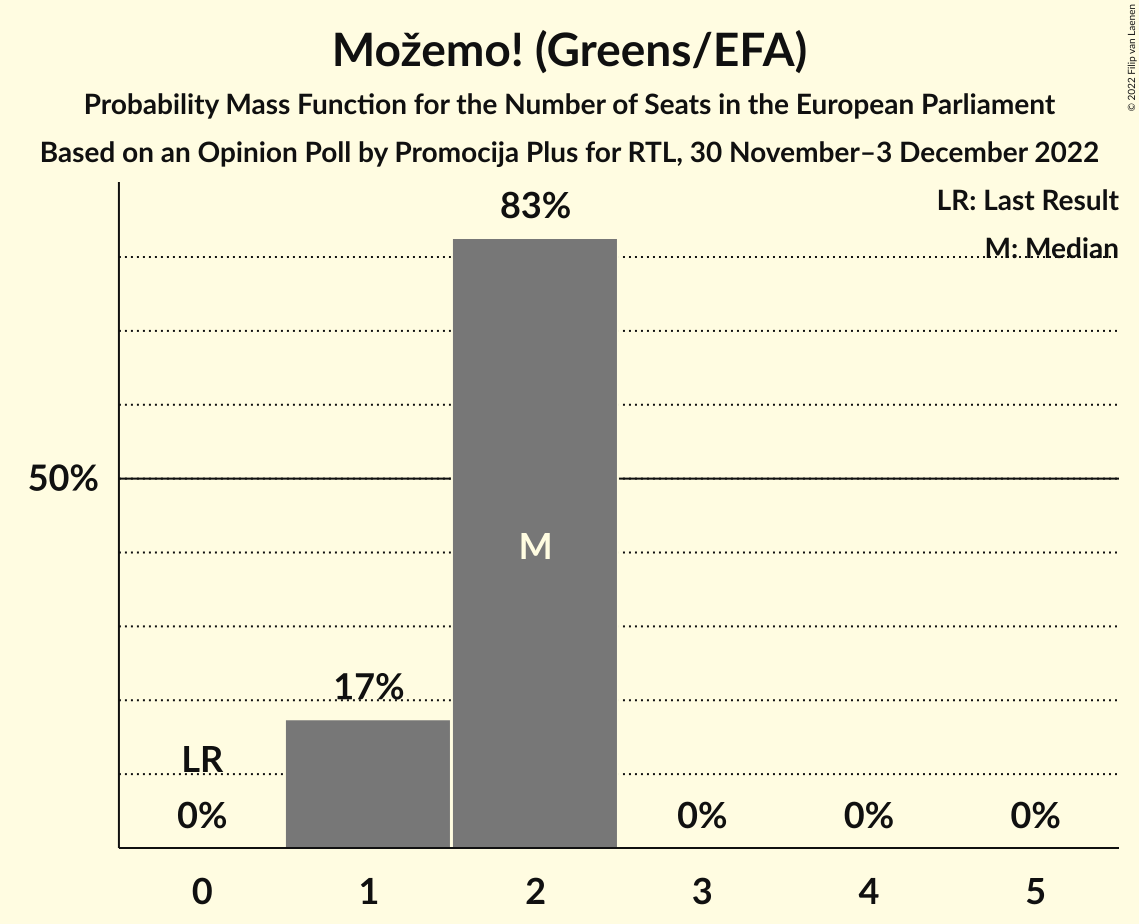 Možemo! (Greens/EFA)
Probability Mass Function for the Number of Seats in the European Parliament
Based on an Opinion Poll by Promocija Plus for RTL, 30 November–3 December 2022
© 2022 Filip van Laenen
LR: Last Result
M: Median
83%
50%
M
17%
LR
0%
0%
0%
0%
0
1
2
3
4
5